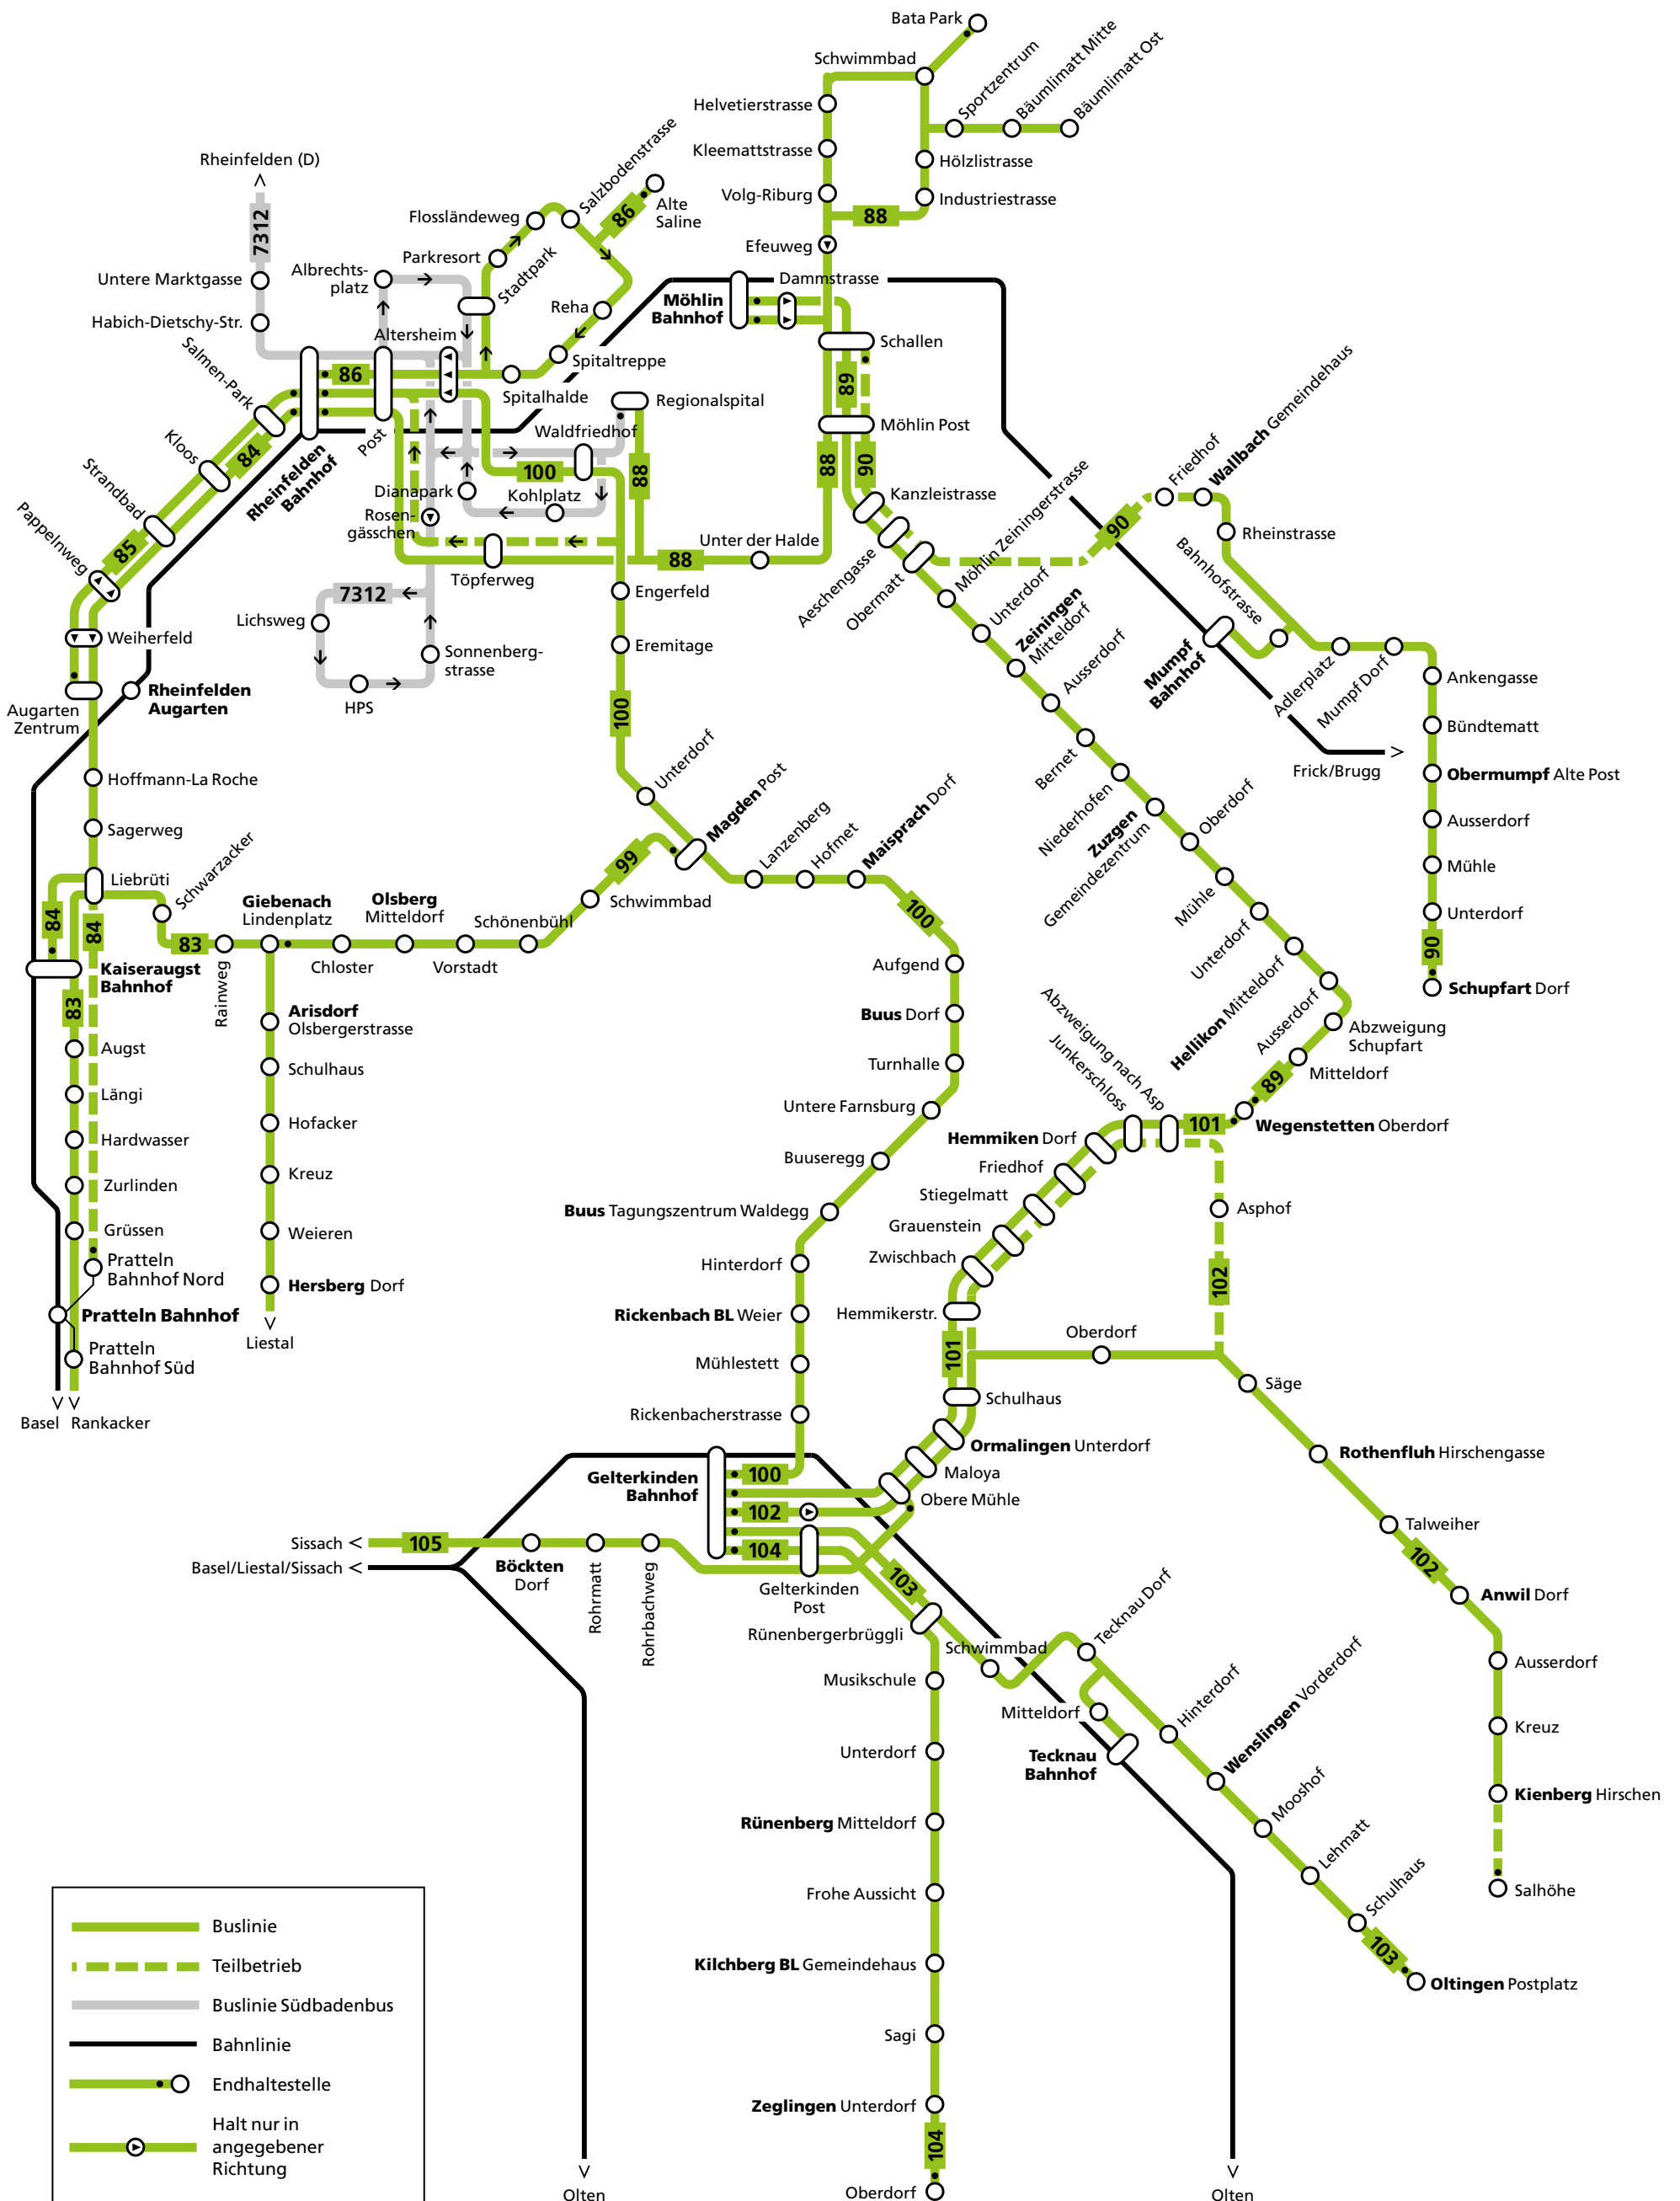 Bata Park
Schwimmbad
Sportzentrum
Bäumlimatt Mitte
Bäumlimatt Ost
Helvetierstrasse
Kleemattstrasse
Hölzlistrasse
Volg-Riburg
Industriestrasse
88
Efeuweg
Dammstrasse
Möhlin
Bahnhof
Schallen
89
Möhlin Post
88
90
Kanzleistrasse
Aeschengasse
Obermatt
Rheinfelden (D)
7312
Untere Marktgasse
Habich-Dietschy-Str.
Albrechts-
platz
Altersheim
Flossländeweg
Salzbodenstrasse
86
Alte
Saline
Parkresort
Stadtpark
Reha
Spitaltreppe
Spitalhalde
Salmen-Park
86
Post
Rheinfelden
Bahnhof
Kloos
84
Strandbad
85
Pappelnweg
Weiherfeld
Augarten
Zentrum
Rheinfelden
Augarten
Regionalspital
Waldfriedhof
100
88
Dianapark
Kohlplatz
Rosen-
gässchen
Töpferweg
88
Unter der Halde
7312
Lichsweg
HPS
Sonnenberg-
strasse
Engerfeld
Eremitage
100
Unterdorf
Magden Post
99
Schwimmbad
Lanzenberg
Hofmet
Maisprach Dorf
100
Aufgend
Buus Dorf
Turnhalle
Untere Farnsburg
Buuseregg
Buus Tagungszentrum Waldegg
Hinterdorf
Rickenbach BL Weier
Mühlestett
Rickenbacherstrasse
Möhlin Zeiningerstrasse
Unterdorf
Zeiningen
Mitteldorf
Ausserdorf
Bernet
Niederhofen
Zuzgen
Gemeindezentrum
Oberdorf
Mühle
Unterdorf
Hellikon Mitteldorf
Ausserdorf
Abzweigung
Schupfart
Mitteldorf
89
Wegenstetten Oberdorf
90
Friedhof
Wallbach Gemeindehaus
Rheinstrasse
Bahnhofstrasse
Mumpf
Bahnhof
Adlerplatz
Mumpf Dorf
Frick/Brugg
Ankengasse
Bündtematt
Obermumpf Alte Post
Ausserdorf
Mühle
Unterdorf
90
Schupfart Dorf
Hoffmann-La Roche
Sagerweg
Liebrüti
Schwarzacker
84
84
83
Rainweg
Giebenach
Lindenplatz
Chloster
Olsberg
Mitteldorf
Vorstadt
Schönenbühl
Kaiseraugst
Bahnhof
83
Augst
Längi
Hardwasser
Zurlinden
Grüssen
Pratteln
Bahnhof Nord
Pratteln Bahnhof
Pratteln
Bahnhof Süd
Basel
Rankacker
Arisdorf
Olsbergerstrasse
Schulhaus
Hofacker
Kreuz
Weieren
Hersberg Dorf
Liestal
Abzweigung nach Asp
Junkerschloss
101
Hemmiken Dorf
Friedhof
Stiegelmatt
Grauenstein
Zwischbach
Hemmikerstr.
101
Asphof
102
Oberdorf
Schulhaus
Ormalingen Unterdorf
Maloya
Obere Mühle
Säge
Rothenfluh Hirschengasse
Talweiher
102
Anwil Dorf
Ausserdorf
Kreuz
Kienberg Hirschen
Salhöhe
Gelterkinden
Bahnhof
100
102
104
Gelterkinden
Post
103
Sissach
105
Basel/Liestal/Sissach
Böckten
Dorf
Rohrmatt
Rohrbachweg
Rünenbergerbrüggli
Schwimmbad
Tecknau Dorf
Mitteldorf
Tecknau
Bahnhof
Hinterdorf
Wenslingen Vorderdorf
Mooshof
Lehmatt
Schulhaus
103
Oltingen Postplatz
Musikschule
Unterdorf
Rünenberg Mitteldorf
Frohe Aussicht
Kilchberg BL Gemeindehaus
Sagi
Zeglingen Unterdorf
104
Oberdorf
Olten
Olten
Buslinie
Teilbetrieb
Buslinie Südbadenbus
Bahnlinie
Endhaltestelle
Halt nur in
angegebener
Richtung